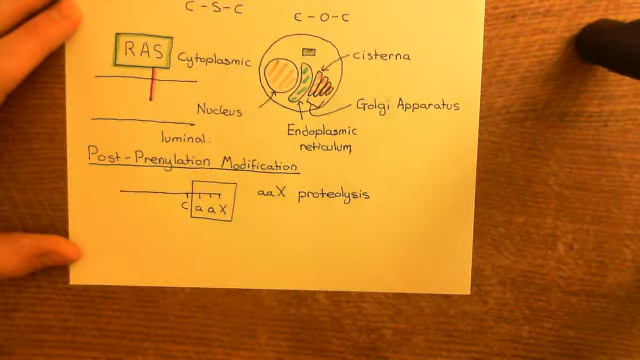 C-S-C
C-O-C
RAS
Cytoplasmic
cisterna
Nucleus
Golgi Apparatus
Endoplasmic
reticulum
luminal.
Post-Prenylation Modification
aaX proteolysis
C a a X